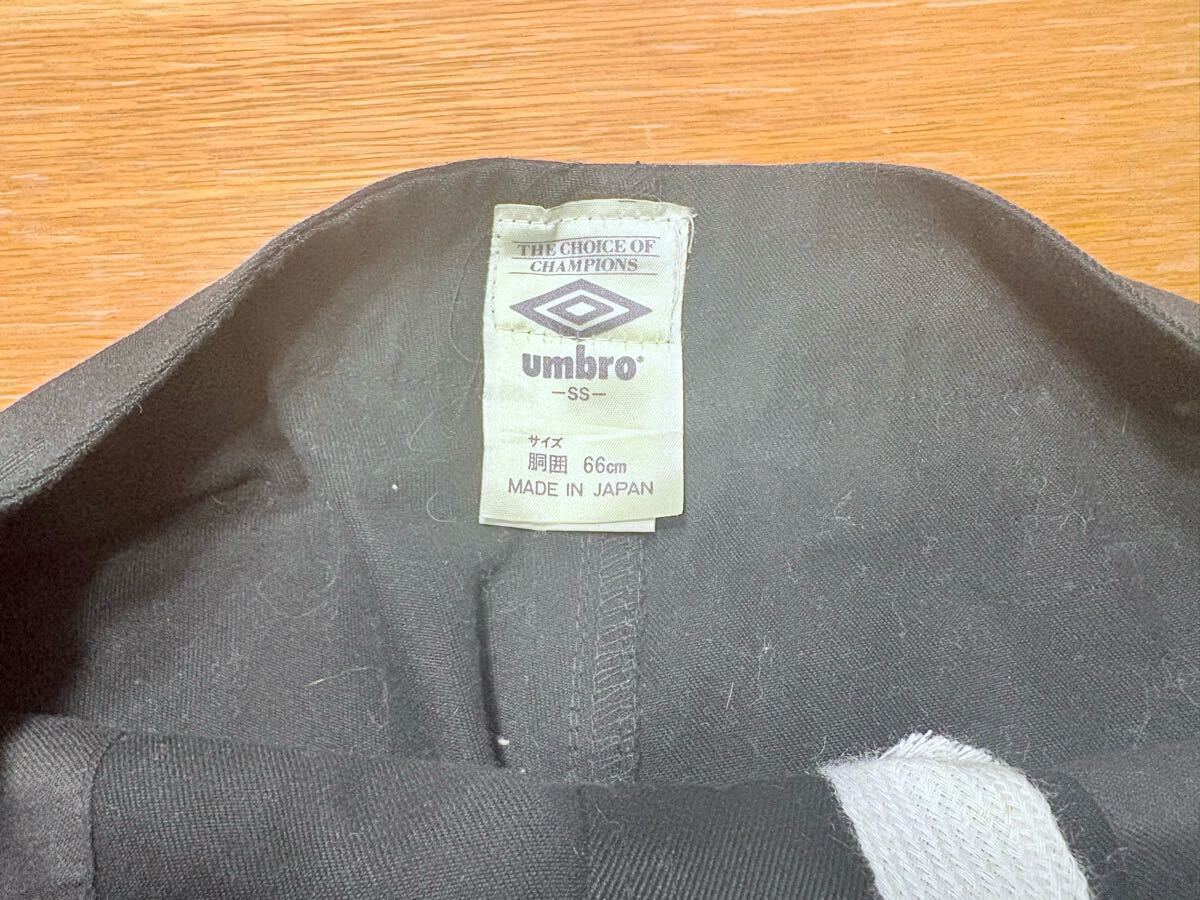 THE CHOICE OF
CHAMPIONS
umbro
-SS-
サイズ
胴囲 66cm
MADE IN JAPAN